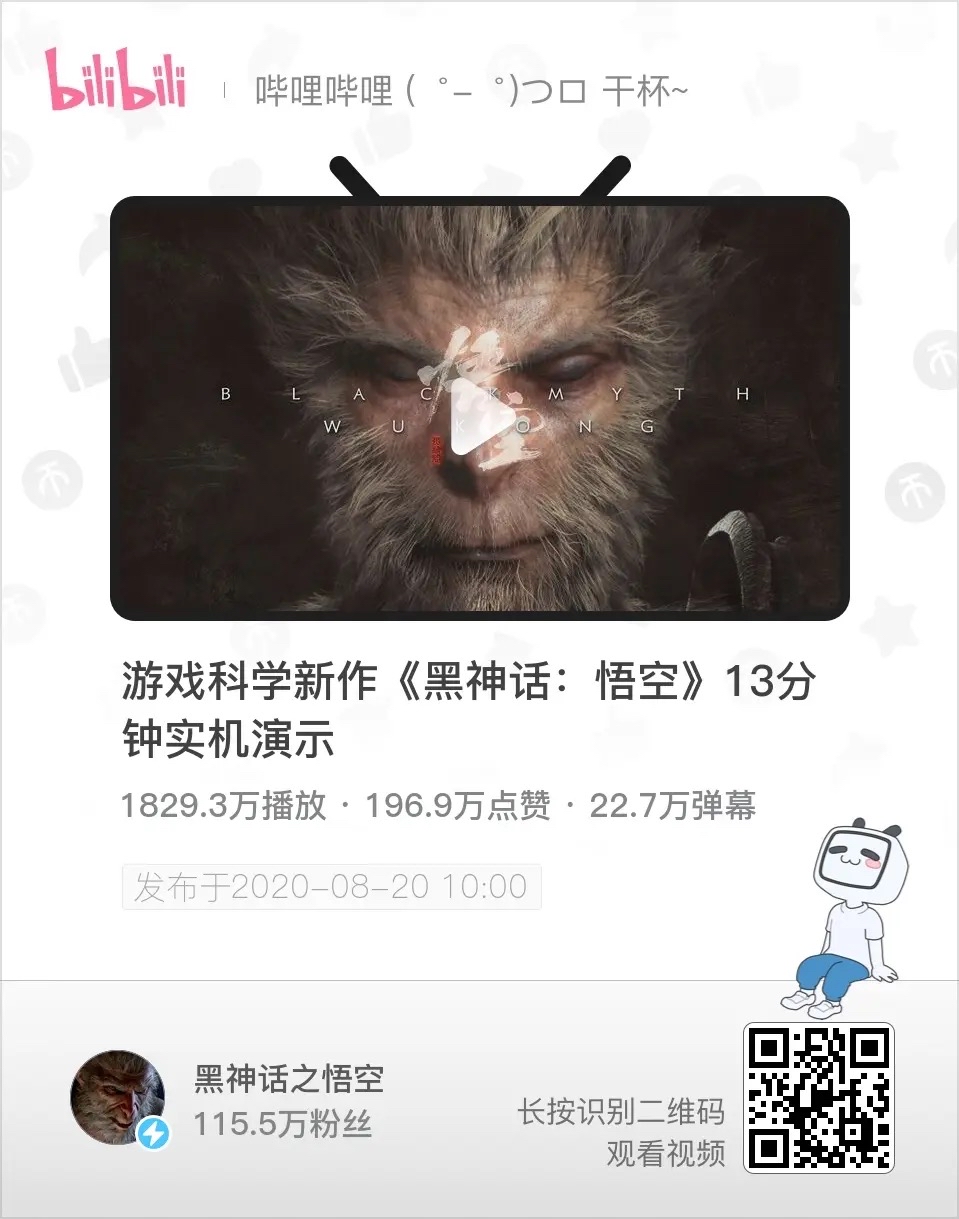 bilibili
哔哩哔哩 ( ゜- ゜)つロ 干杯~
悟空
BLACK MYTH
WUKONG
游戏科学新作《黑神话：悟空》13分
钟实机演示
1829.3万播放 · 196.9万点赞 · 22.7万弹幕
发布于2020-08-20 10:00
黑神话之悟空
115.5万粉丝
长按识别二维码
观看视频